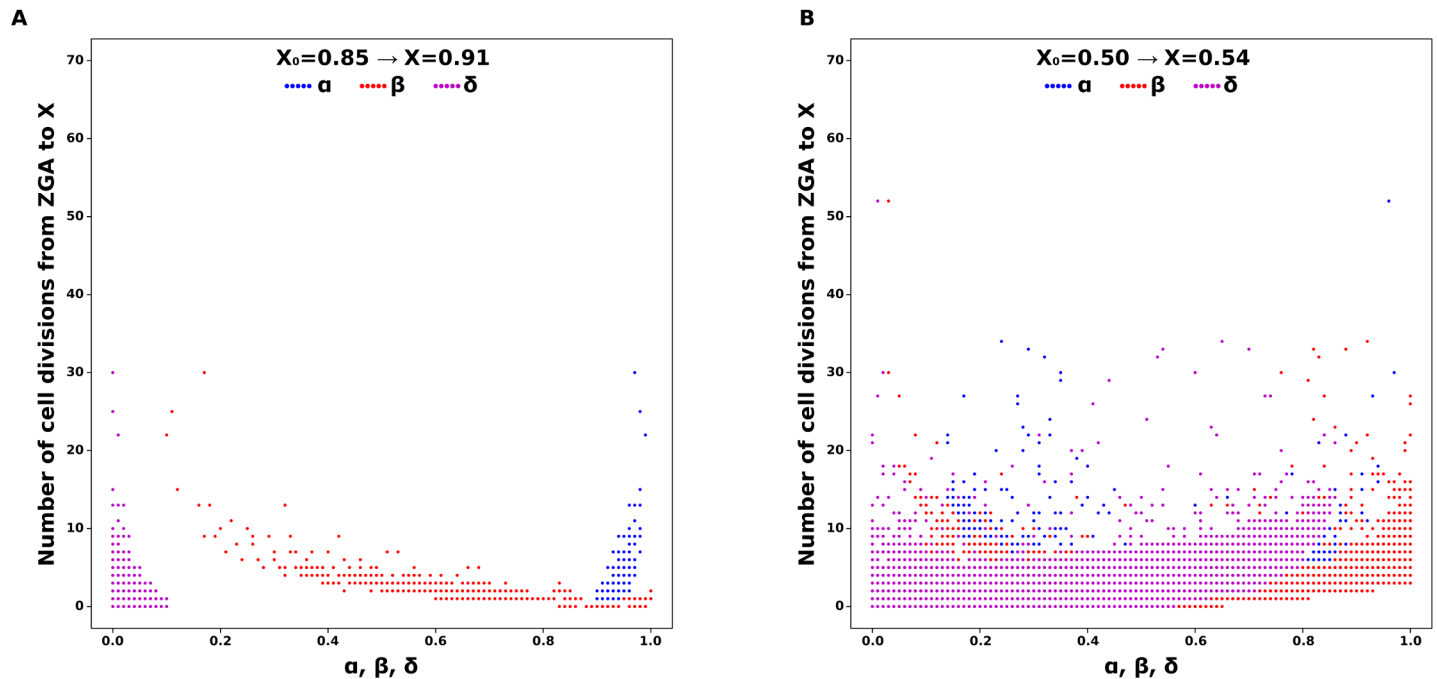 A
X₀=0.85 → X=0.91
α β δ
Number of cell divisions from ZGA to X
70
60
50
40
30
20
10
0
0.0 0.2 0.4 0.6 0.8 1.0
α, β, δ
B
X₀=0.50 → X=0.54
α β δ
Number of cell divisions from ZGA to X
70
60
50
40
30
20
10
0
0.0 0.2 0.4 0.6 0.8 1.0
α, β, δ